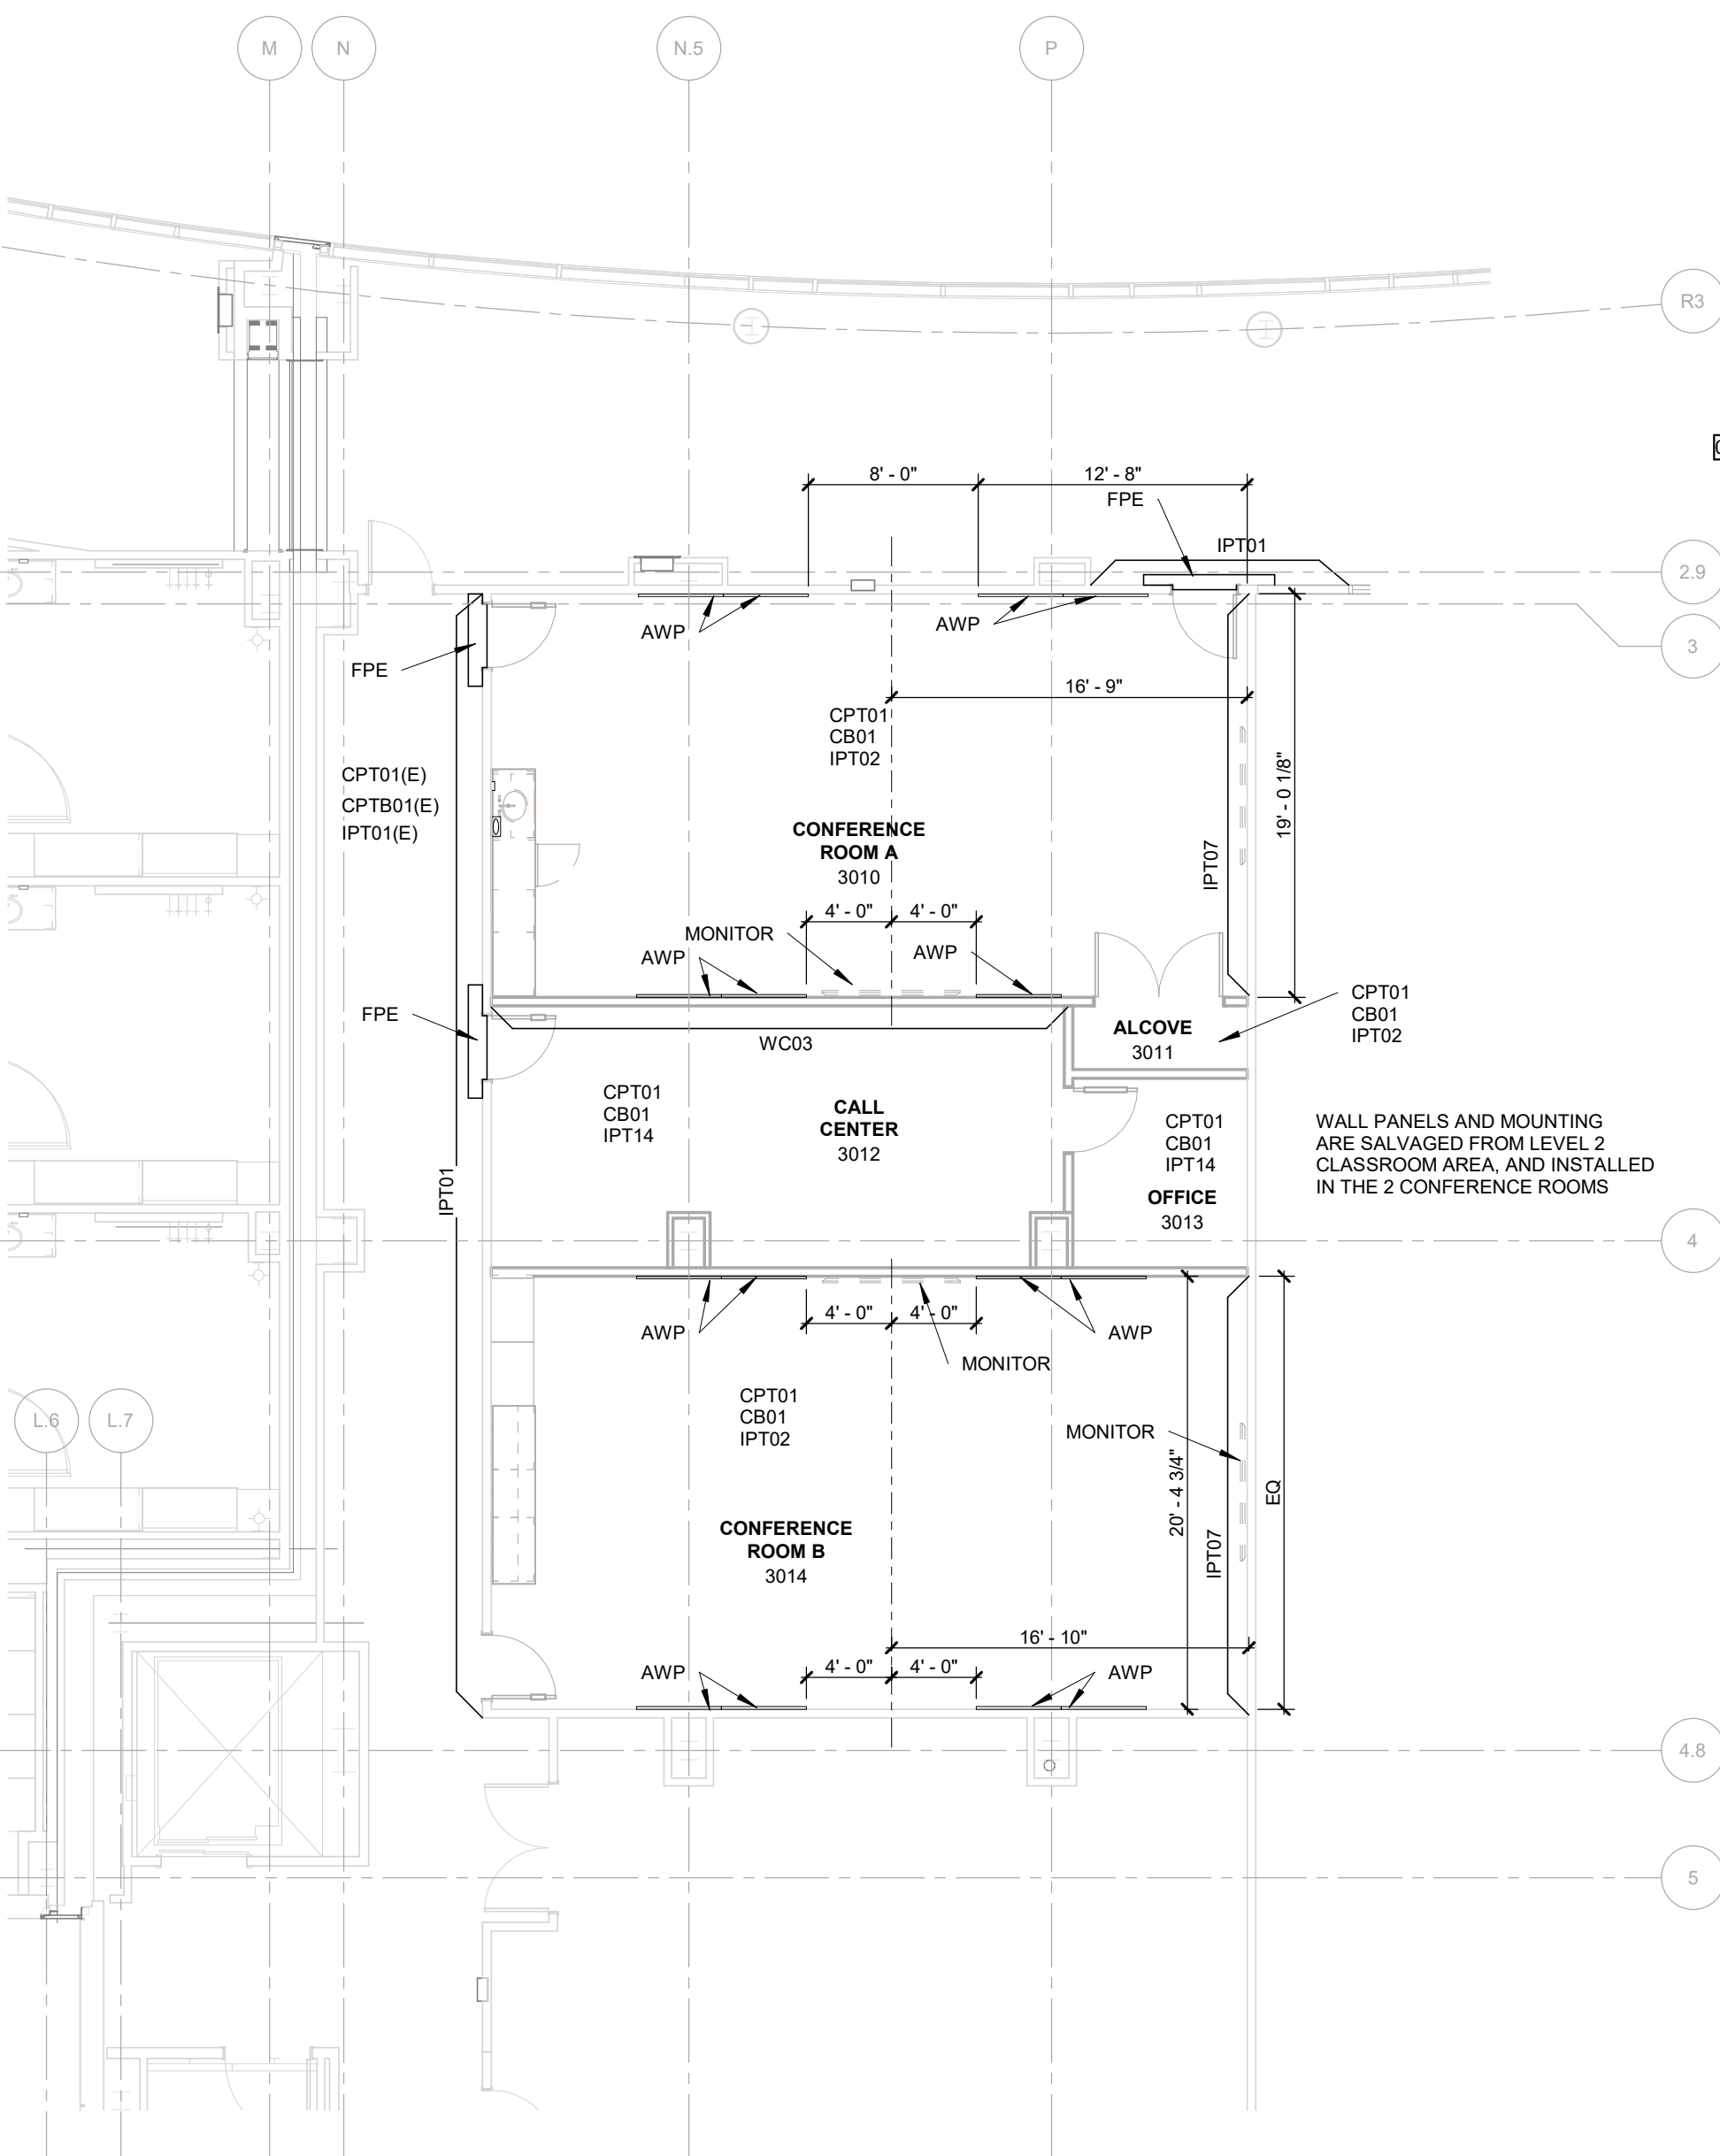 M
N
N.5
P
R3
8' - 0"
12' - 8"
FPE
IPT01
2.9
AWP
AWP
3
FPE
16' - 9"
CPT01
CB01
IPT02
CPT01(E)
CPTB01(E)
IPT01(E)
19' - 0 1/8"
CONFERENCE
ROOM A
3010
IPT07
4' - 0"
4' - 0"
MONITOR
AWP
AWP
CPT01
CB01
IPT02
FPE
ALCOVE
3011
WC03
CPT01
CB01
IPT14
CALL
CENTER
3012
CPT01
CB01
IPT14
WALL PANELS AND MOUNTING
ARE SALVAGED FROM LEVEL 2
CLASSROOM AREA, AND INSTALLED
IN THE 2 CONFERENCE ROOMS
IPT01
OFFICE
3013
4
4' - 0"
4' - 0"
AWP
AWP
MONITOR
CPT01
CB01
IPT02
L.6
L.7
MONITOR
20' - 4 3/4"
EQ
CONFERENCE
ROOM B
3014
IPT07
16' - 10"
AWP
4' - 0"
4' - 0"
AWP
4.8
5